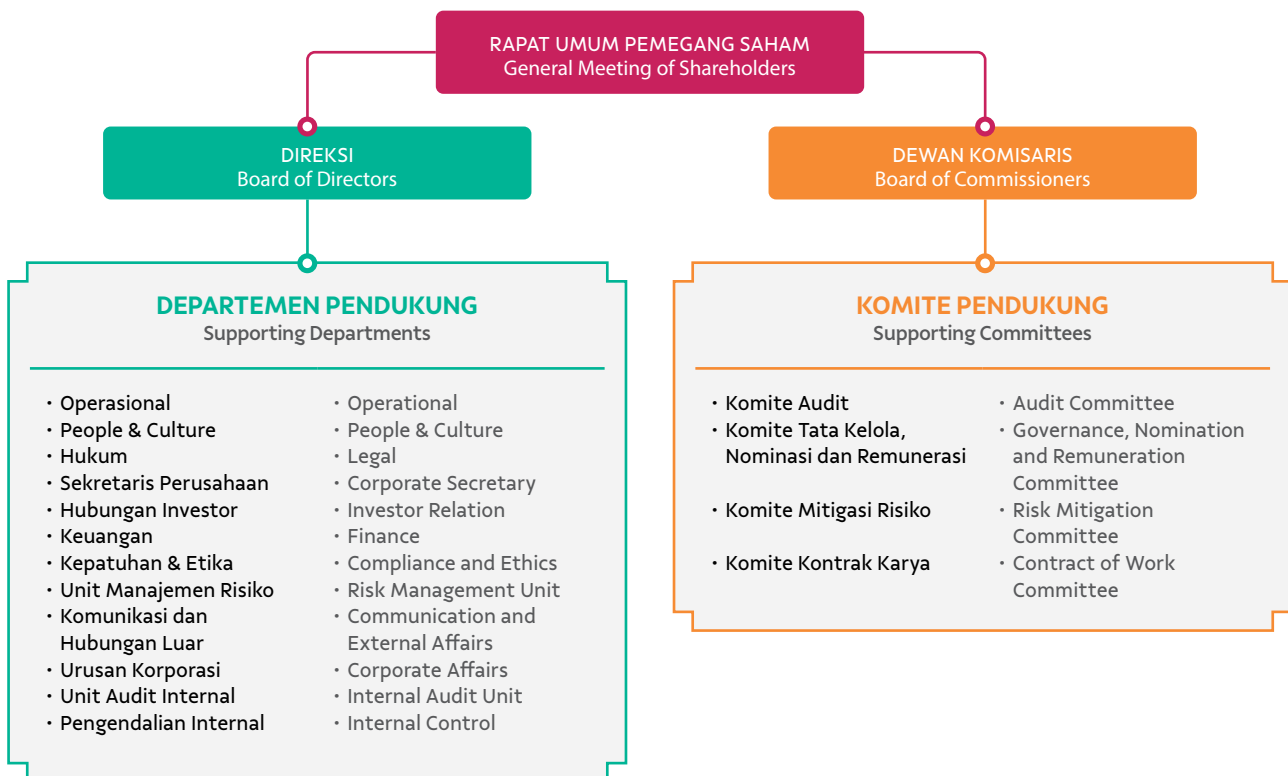 RAPAT UMUM PEMEGANG SAHAM
General Meeting of Shareholders
DIREKSI
Board of Directors
DEWAN KOMISARIS
Board of Commissioners
DEPARTEMEN PENDUKUNG
Supporting Departments
• Operasional
• People & Culture
• Hukum
• Sekretaris Perusahaan
• Hubungan Investor
• Keuangan
• Kepatuhan & Etika
• Unit Manajemen Risiko
• Komunikasi dan
Hubungan Luar
• Urusan Korporasi
• Unit Audit Internal
• Pengendalian Internal
• Operational
• People & Culture
• Legal
• Corporate Secretary
• Investor Relation
• Finance
• Compliance and Ethics
• Risk Management Unit
• Communication and
External Affairs
• Corporate Affairs
• Internal Audit Unit
• Internal Control
KOMITE PENDUKUNG
Supporting Committees
• Komite Audit
• Komite Tata Kelola,
Nominasi dan Remunerasi
• Komite Mitigasi Risiko
• Komite Kontrak Karya
• Audit Committee
• Governance, Nomination
and Remuneration
Committee
• Risk Mitigation
Committee
• Contract of Work
Committee